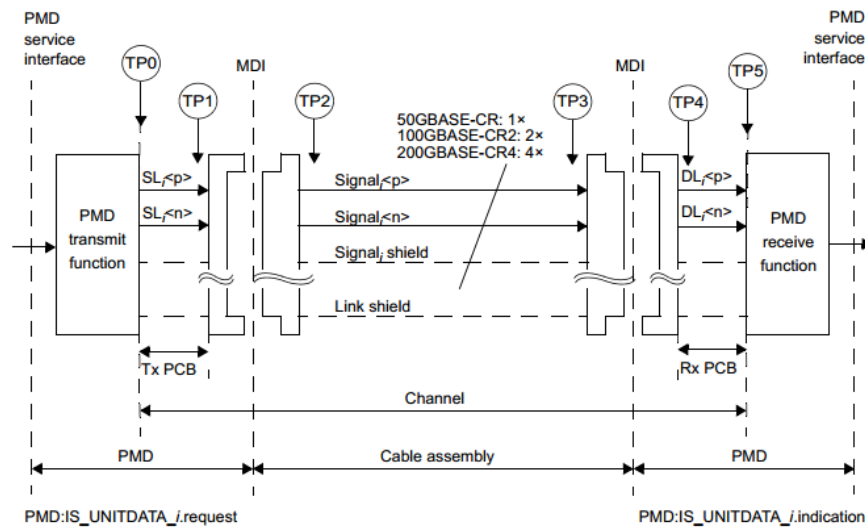 PMD
service
interface
PMD
service
interface
TP0
TP5
MDI
MDI
TP1
TP2
TP3
TP4
50GBASE-CR: 1×
100GBASE-CR2: 2×
200GBASE-CR4: 4×
SLi<p>
Signali<p>
DLi<p>
SLi<n>
Signali<n>
DLi<n>
PMD
transmit
function
PMD
receive
function
Signali shield
Link shield
Tx PCB
Rx PCB
Channel
PMD
Cable assembly
PMD
PMD:IS_UNITDATA_i.request
PMD:IS_UNITDATA_i.indication